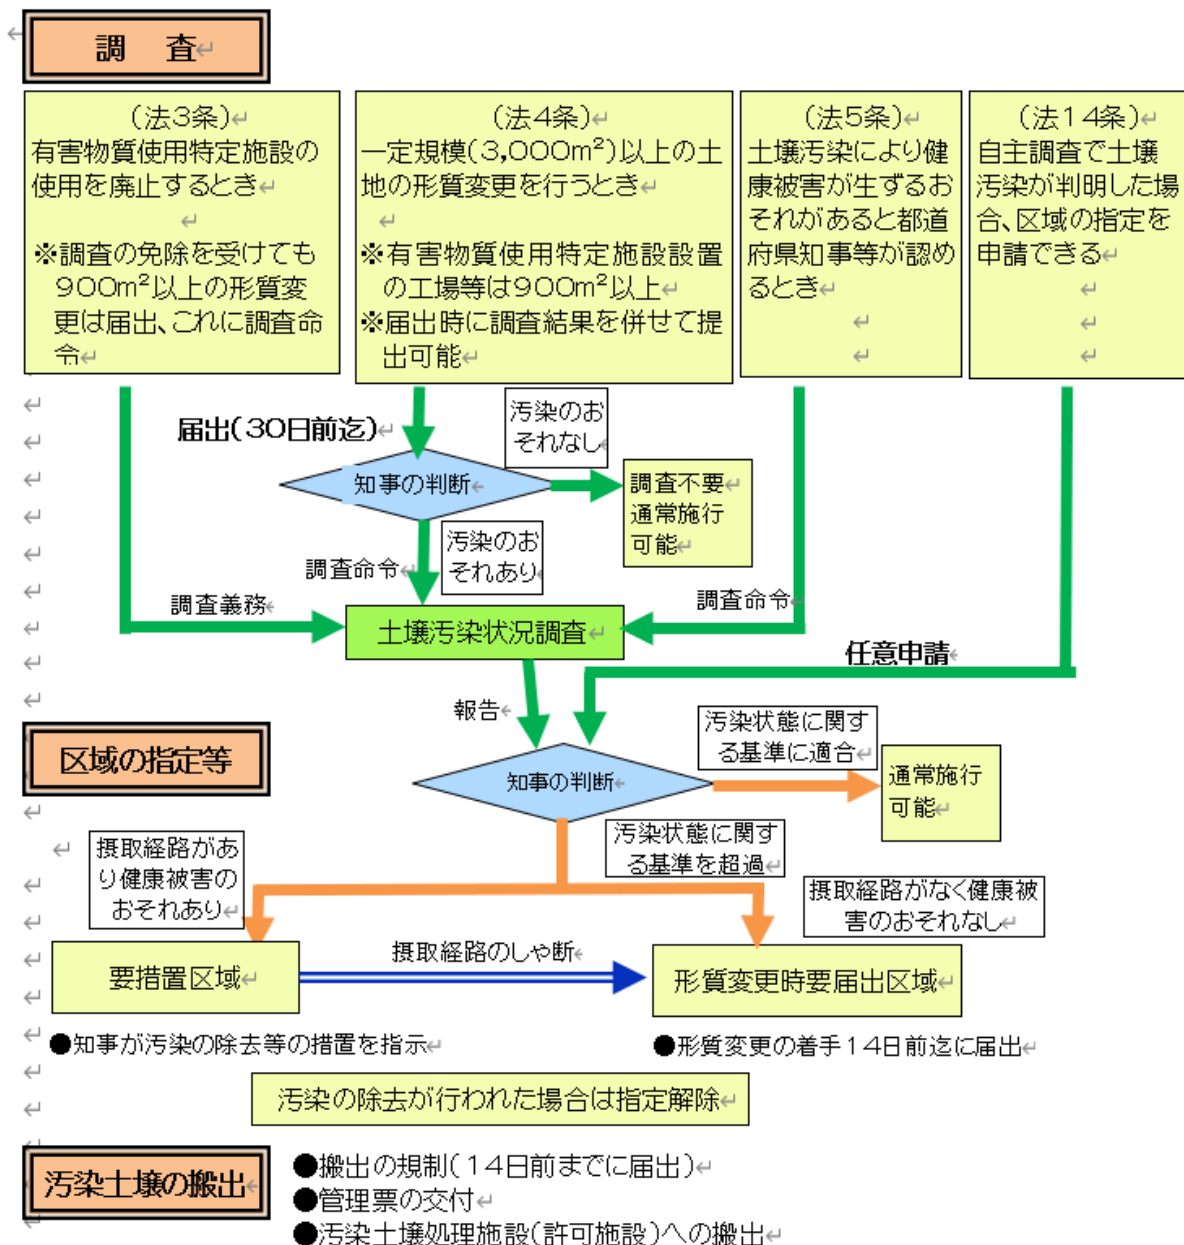 調　査
(法3条)
有害物質使用特定施設の
使用を廃止するとき
※調査の免除を受けても
900m²以上の形質変
更は届出、これに調査命
令
(法4条)
一定規模(3,000m²)以上の土
地の形質変更を行うとき
※有害物質使用特定施設設置
の工場等は900m²以上
※届出時に調査結果を併せて提
出可能
(法5条)
土壌汚染により健
康被害が生ずるお
それがあると都道
府県知事等が認め
るとき
(法14条)
自主調査で土壌
汚染が判明した場
合、区域の指定を
申請できる
届出(30日前迄)
汚染のお
それなし
知事の判断
調査不要
通常施行
可能
汚染のお
それあり
調査命令
調査義務
調査命令
土壌汚染状況調査
任意申請
報告
汚染状態に関す
る基準に適合
区域の指定等
知事の判断
通常施行
可能
汚染状態に関す
る基準を超過
摂取経路があ
り健康被害の
おそれあり
摂取経路がなく健康被
害のおそれなし
摂取経路のしゃ断
要措置区域
形質変更時要届出区域
●知事が汚染の除去等の措置を指示
●形質変更の着手14日前迄に届出
汚染の除去が行われた場合は指定解除
汚染土壌の搬出
●搬出の規制(14日前までに届出)
●管理票の交付
●汚染土壌処理施設(許可施設)への搬出